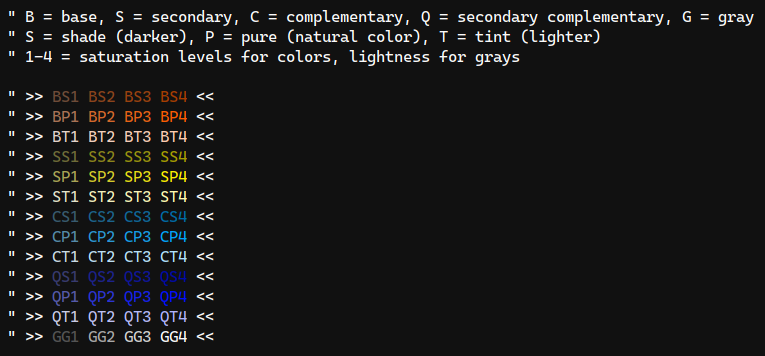 " B = base, S = secondary, C = complementary, Q = secondary complementary, G = gray
" S = shade (darker), P = pure (natural color), T = tint (lighter)
" 1-4 = saturation levels for colors, lightness for grays
" >> BS1 BS2 BS3 BS4 <<
" >> BP1 BP2 BP3 BP4 <<
" >> BT1 BT2 BT3 BT4 <<
" >> SS1 SS2 SS3 SS4 <<
" >> SP1 SP2 SP3 SP4 <<
" >> ST1 ST2 ST3 ST4 <<
" >> CS1 CS2 CS3 CS4 <<
" >> CP1 CP2 CP3 CP4 <<
" >> CT1 CT2 CT3 CT4 <<
" >> QS1 QS2 QS3 QS4 <<
" >> QP1 QP2 QP3 QP4 <<
" >> QT1 QT2 QT3 QT4 <<
" >> GG1 GG2 GG3 GG4 <<